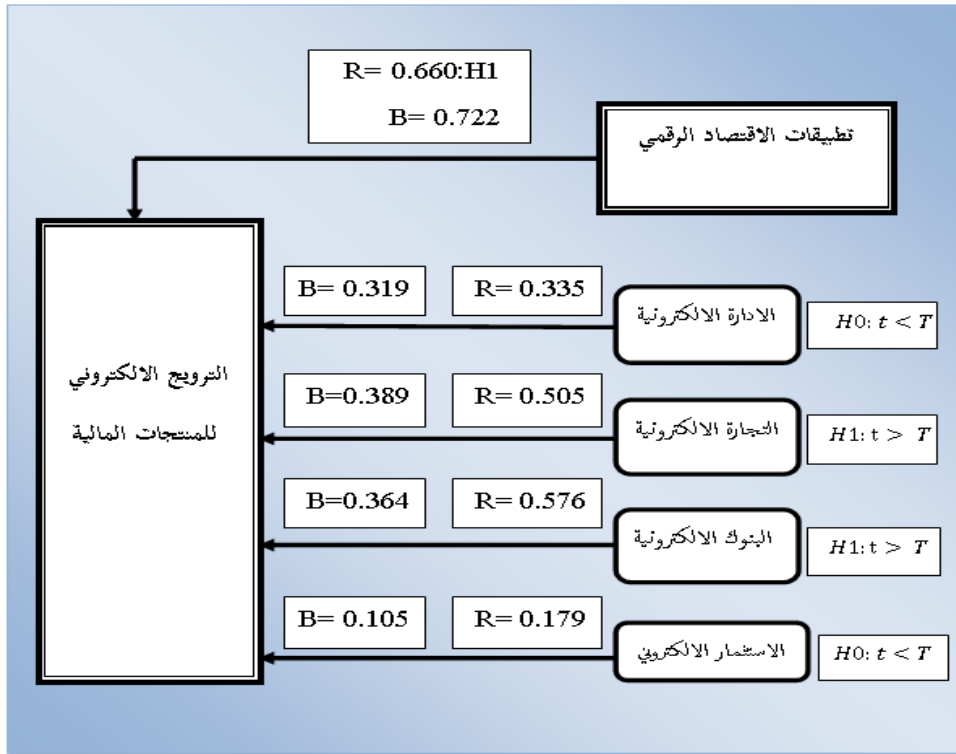 R= 0.660:H1
B= 0.722
تطبيقات الاقتصاد الرقمي
الترويج الالكتروني
للمنتجات المالية
B= 0.319
R= 0.335
الادارة الالكترونية
H0: t < T
B=0.389
R= 0.505
التجارة الالكترونية
H1: t > T
B=0.364
R= 0.576
البنوك الالكترونية
H1: t > T
B= 0.105
R= 0.179
الاستثمار الالكتروني
H0: t < T